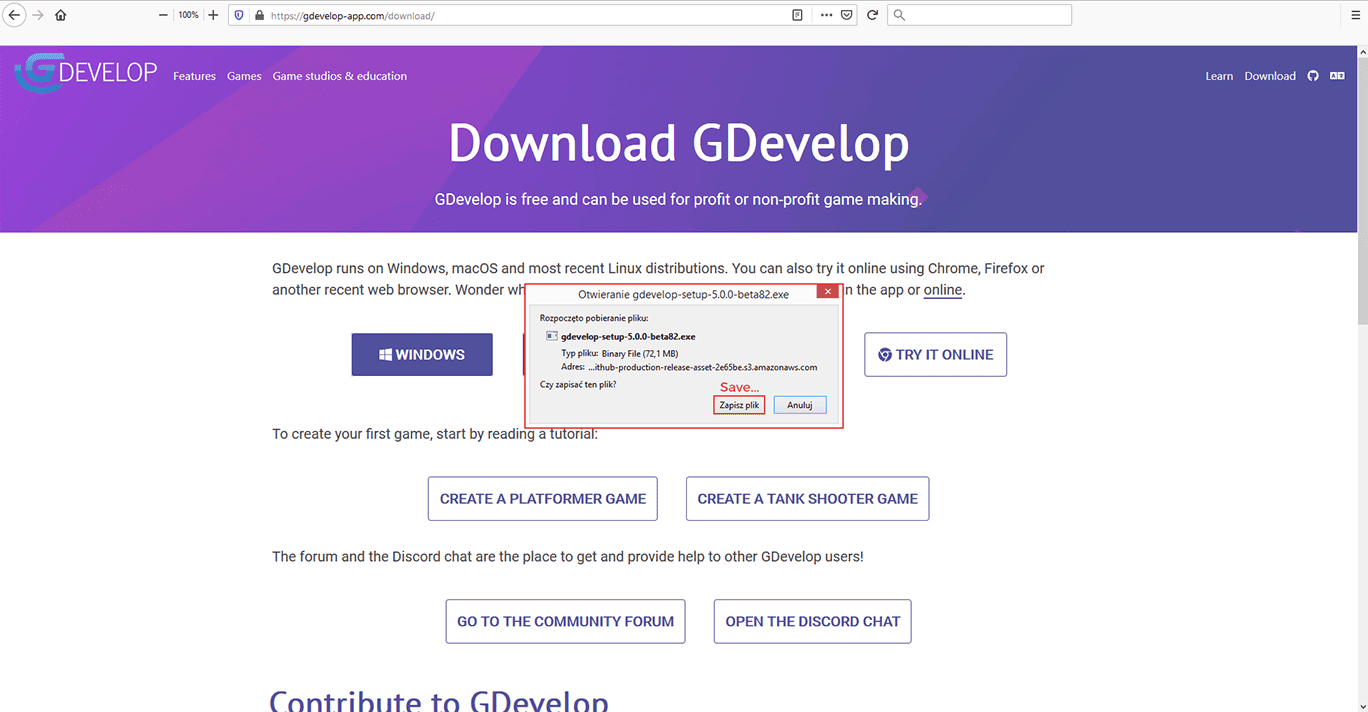 100%
https://gdevelop-app.com/download/
GDEVELOP
Features Games Game studios & education
Learn Download
Download GDevelop
GDevelop is free and can be used for profit or non-profit game making.
GDevelop runs on Windows, macOS and most recent Linux distributions. You can also try it online using Chrome, Firefox or
another recent web browser. Wonder
n the app or online.
Otwieranie gdevelop-setup-5.0.0-beta82.exe
Rozpoczęto pobieranie pliku:
gdevelop-setup-5.0.0-beta82.exe
Typ pliku: Binary File (72,1 MB)
Adres: ...ithub-production-release-asset-2e65be.s3.amazonaws.com
Czy zapisać ten plik?
Save...
Zapisz plik Anuluj
WINDOWS
TRY IT ONLINE
To create your first game, start by reading a tutorial:
CREATE A PLATFORMER GAME CREATE A TANK SHOOTER GAME
The forum and the Discord chat are the place to get and provide help to other GDevelop users!
GO TO THE COMMUNITY FORUM OPEN THE DISCORD CHAT
Contribute to GDevelop